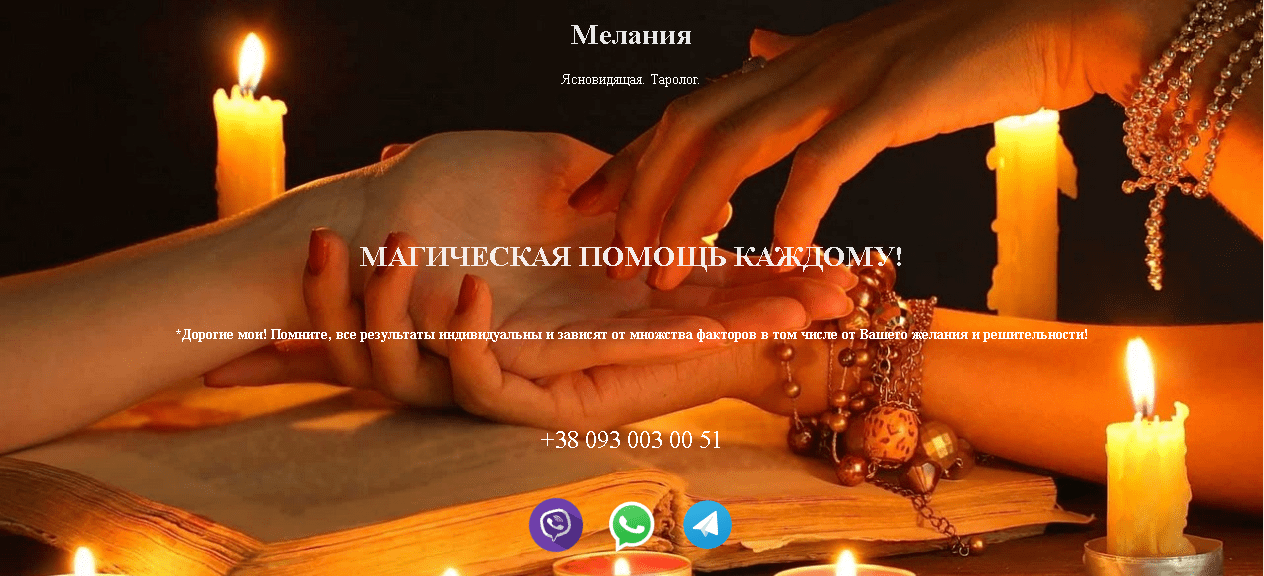 Мелания
Ясновидящая. Таролог.
МАГИЧЕСКАЯ ПОМОЩЬ КАЖДОМУ!
*Дорогие мои! Помните, все результаты индивидуальны и зависят от множства факторов в том числе от Вашего желания и решительности!
+38 093 003 00 51